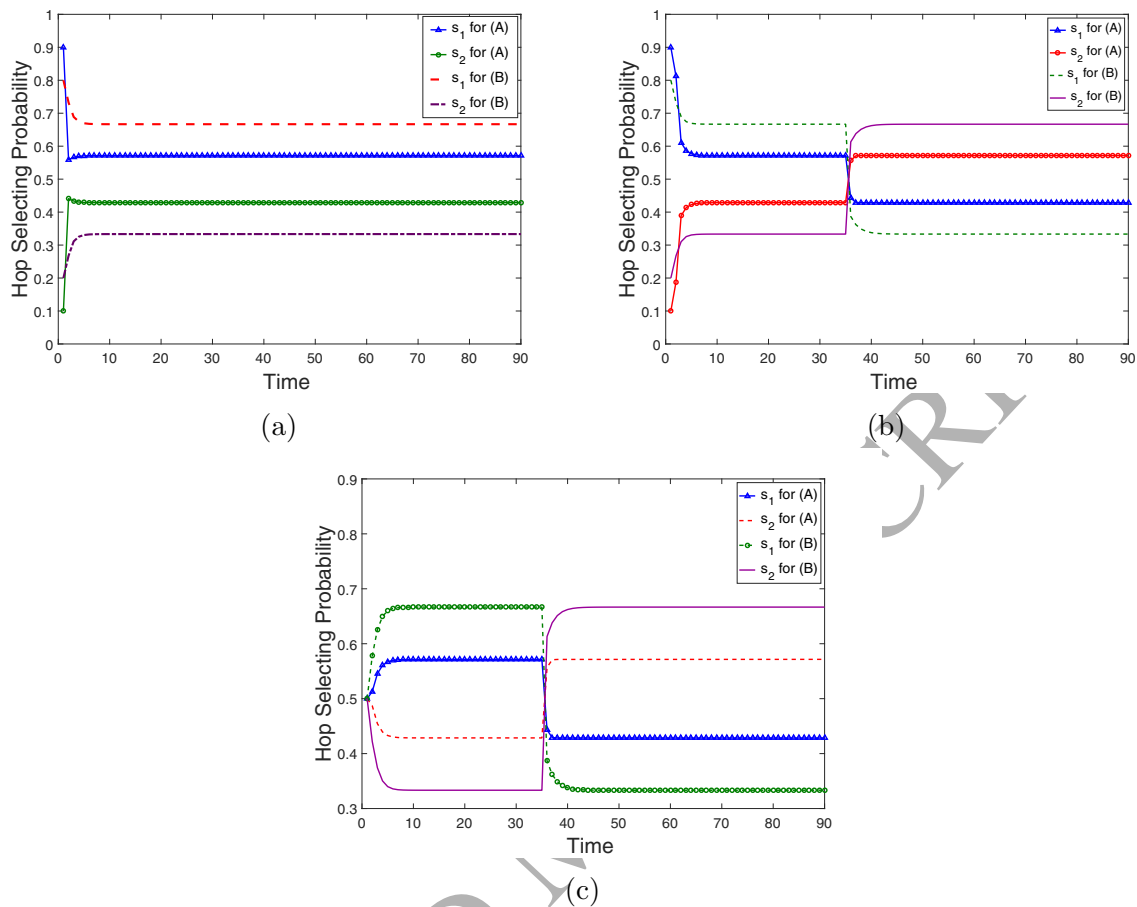 Hop Selecting Probability
1
0.9
0.8
0.7
0.6
0.5
0.4
0.3
0.2
0.1
0
s1 for (A)
s2 for (A)
s1 for (B)
s2 for (B)
0 10 20 30 40 50 60 70 80 90
Time
(a)
Hop Selecting Probability
1
0.9
0.8
0.7
0.6
0.5
0.4
0.3
0.2
0.1
0
s1 for (A)
s2 for (A)
s1 for (B)
s2 for (B)
0 10 20 30 40 50 60 70 80 90
Time
(b)
Hop Selecting Probability
0.9
0.8
0.7
0.6
0.5
0.4
0.3
s1 for (A)
s2 for (A)
s1 for (B)
s2 for (B)
0 10 20 30 40 50 60 70 80 90
Time
(c)